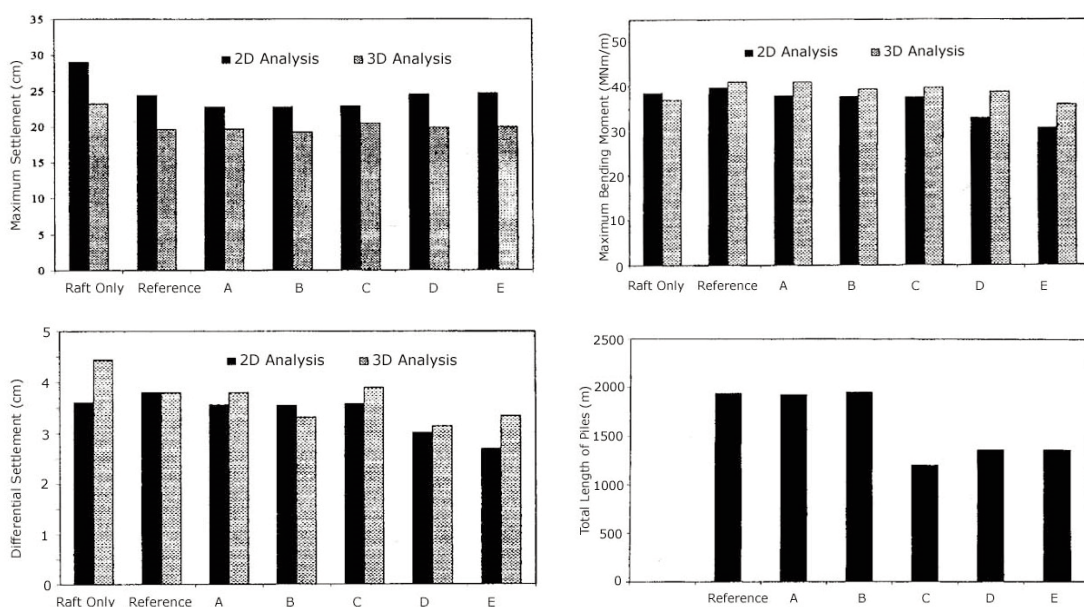 Maximum Settlement (cm)
35
30
25
20
15
10
5
0
2D Analysis 3D Analysis
Raft Only Reference A B C D E
Maximum Bending Moment (MNm/m)
50
40
40
30
20
10
0
2D Analysis 3D Analysis
Raft Only Reference A B C D E
Differential Settlement (cm)
5
4
3
2
1
0
2D Analysis 3D Analysis
Raft Only Reference A B C D E
Total Length of Piles (m)
2500
2000
1500
1000
500
0
Reference A B C D E